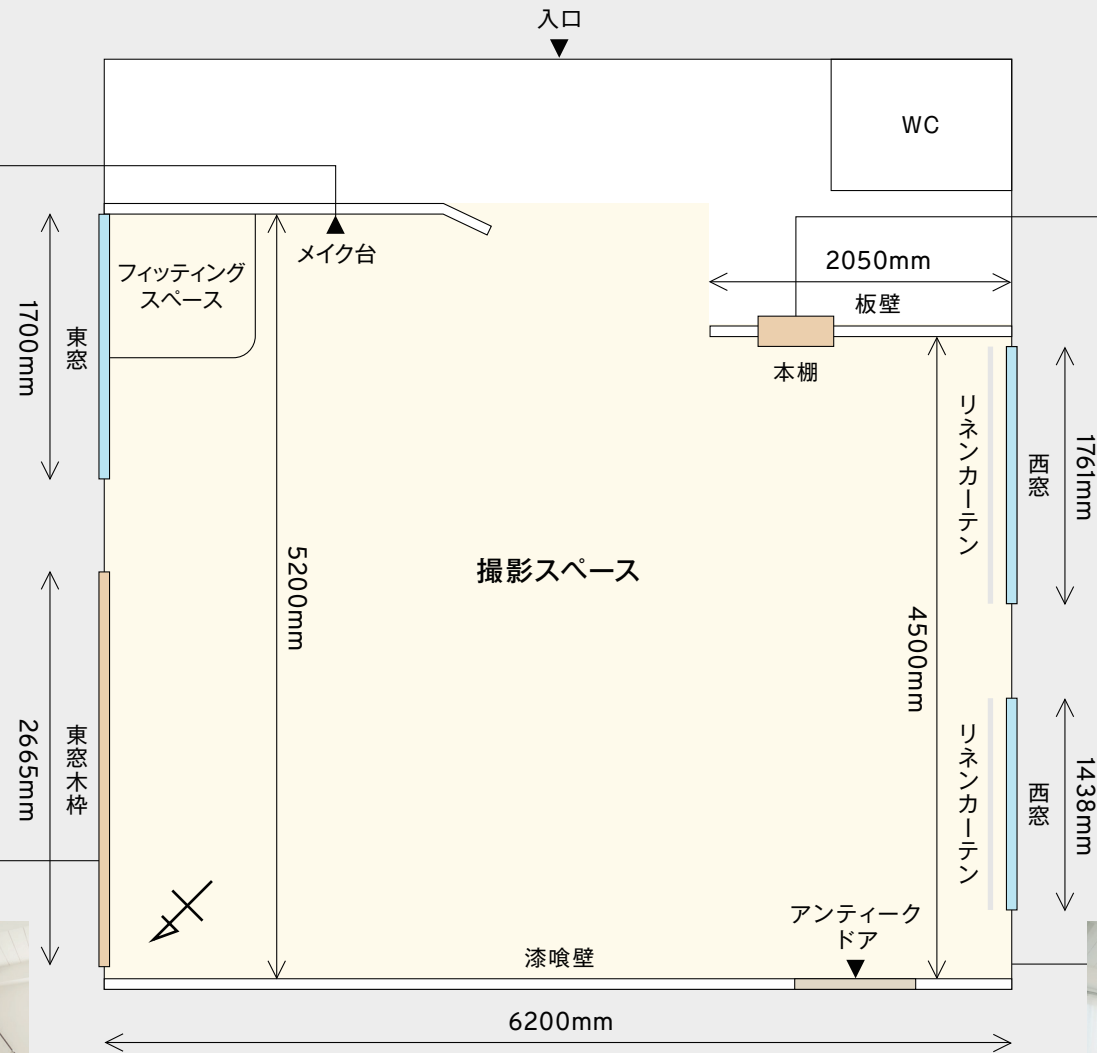 入口
WC
メイク台
フィッティング
スペース
2050mm
板壁
本棚
1700mm
東窓
リネンカーテン
西窓
1761mm
撮影スペース
5200mm
4500mm
2665mm
東窓木枠
リネンカーテン
西窓
1438mm
アンティーク
ドア
漆喰壁
6200mm